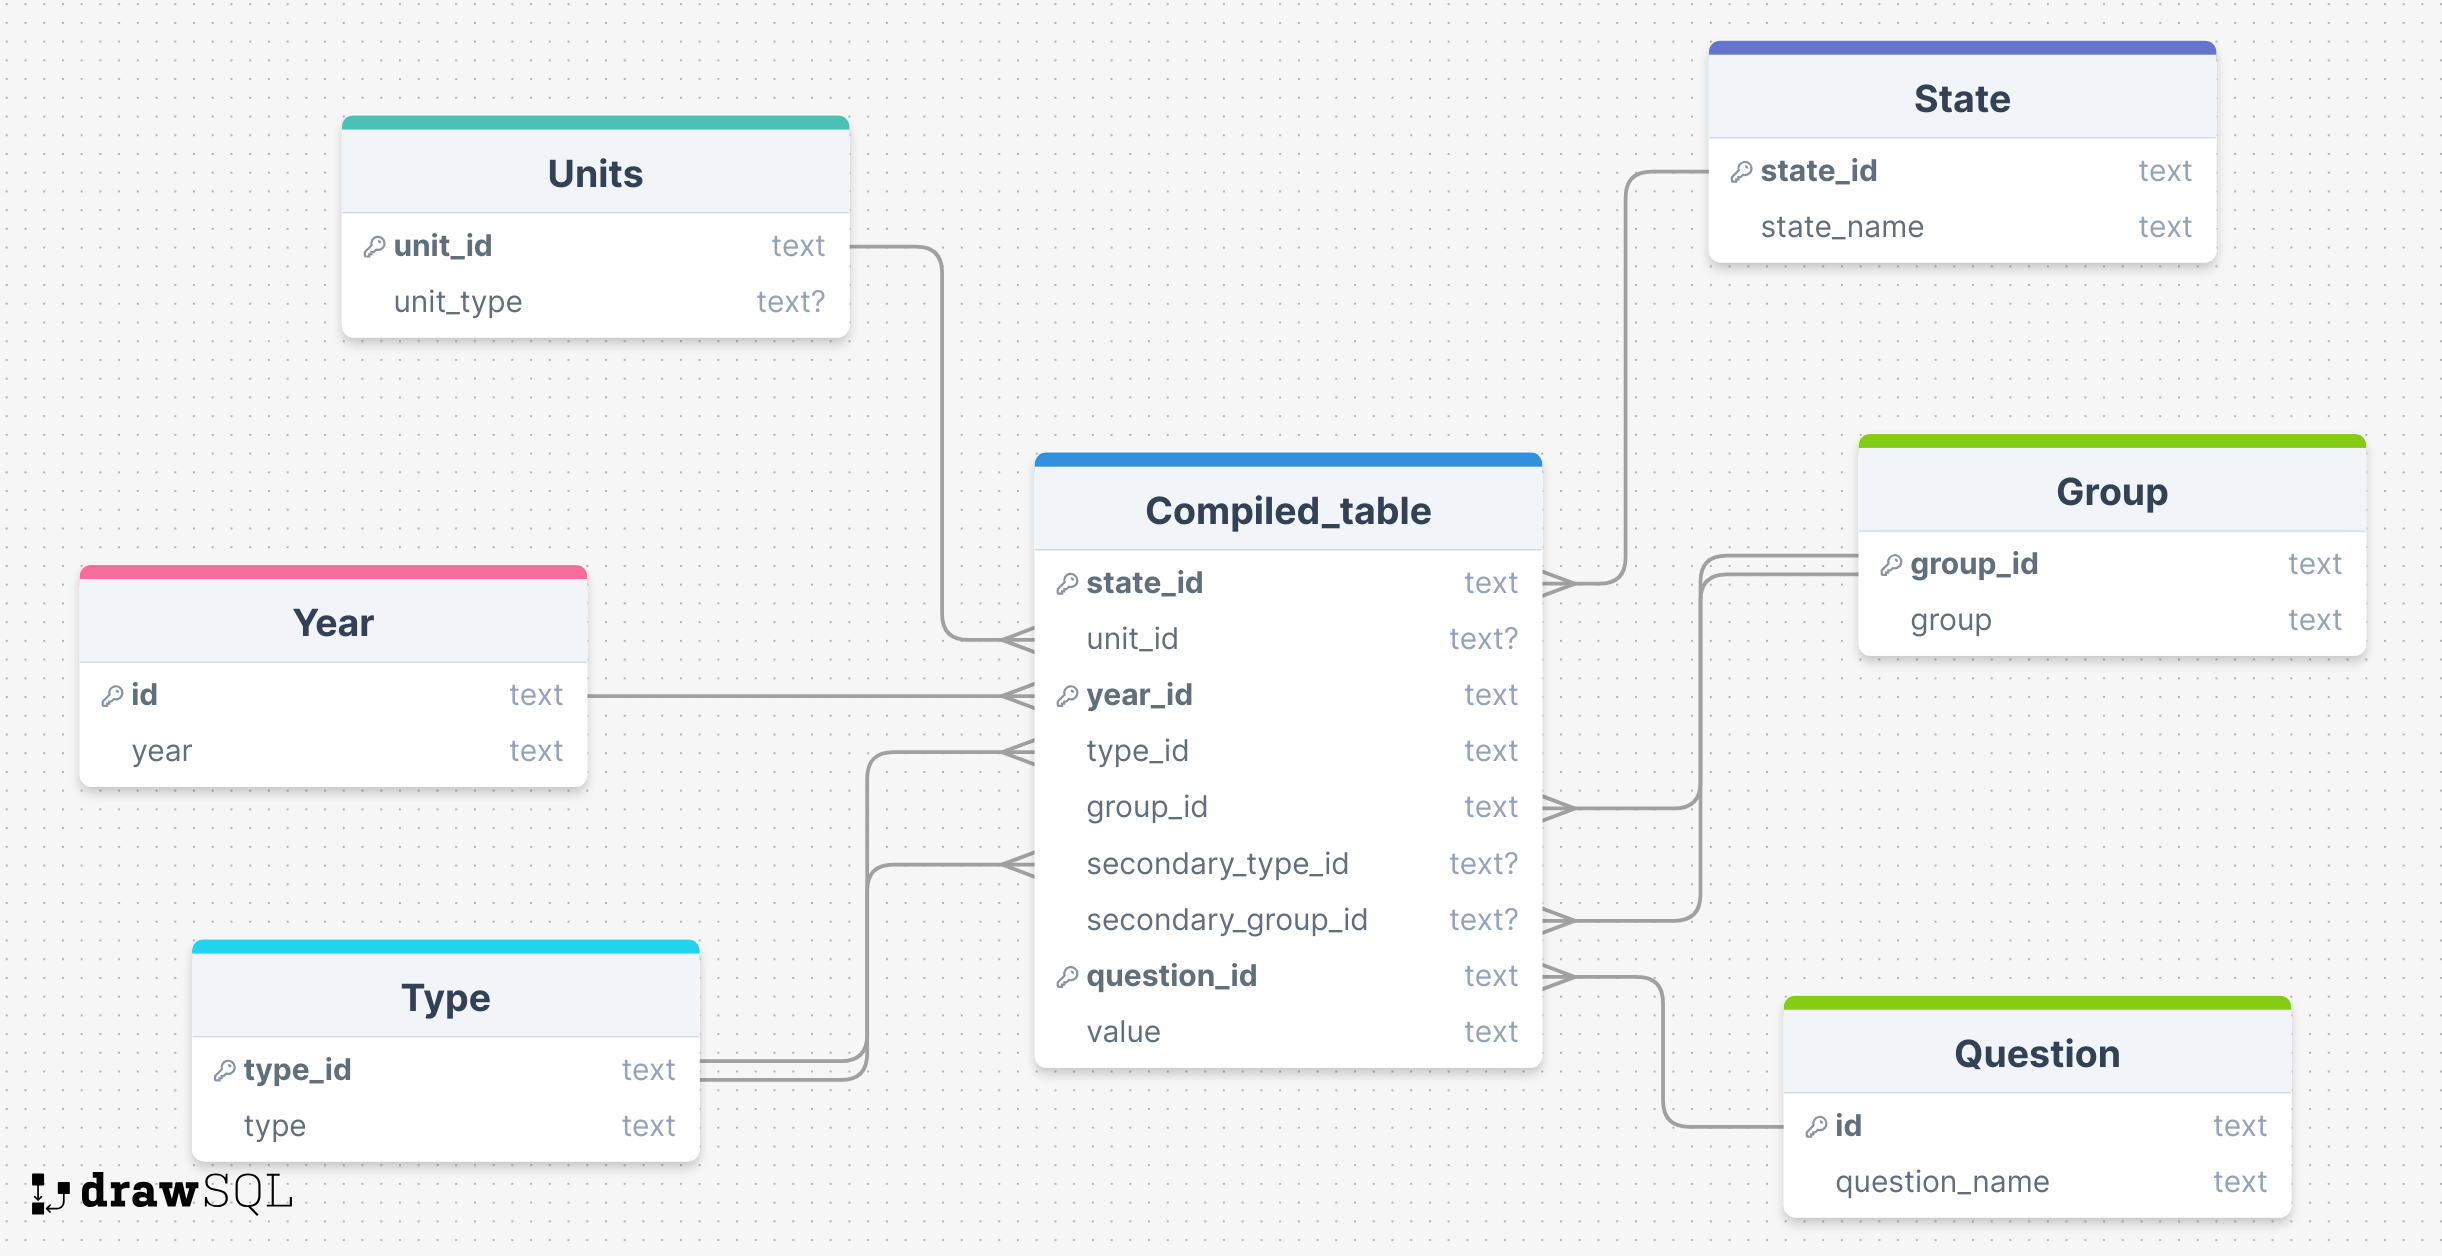 Units
unit_id text
unit_type text?
Year
id text
year text
Type
type_id text
type text
Compiled_table
state_id text
unit_id text?
year_id text
type_id text
group_id text
secondary_type_id text?
secondary_group_id text?
question_id text
value text
State
state_id text
state_name text
Group
group_id text
group text
Question
id text
question_name text
drawSQL